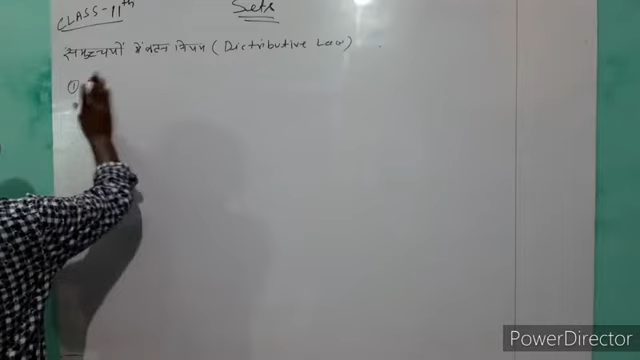 CLASS-11th
Sets
समुच्चयों में बंटन नियम (Distributive Law)
①
PowerDirector